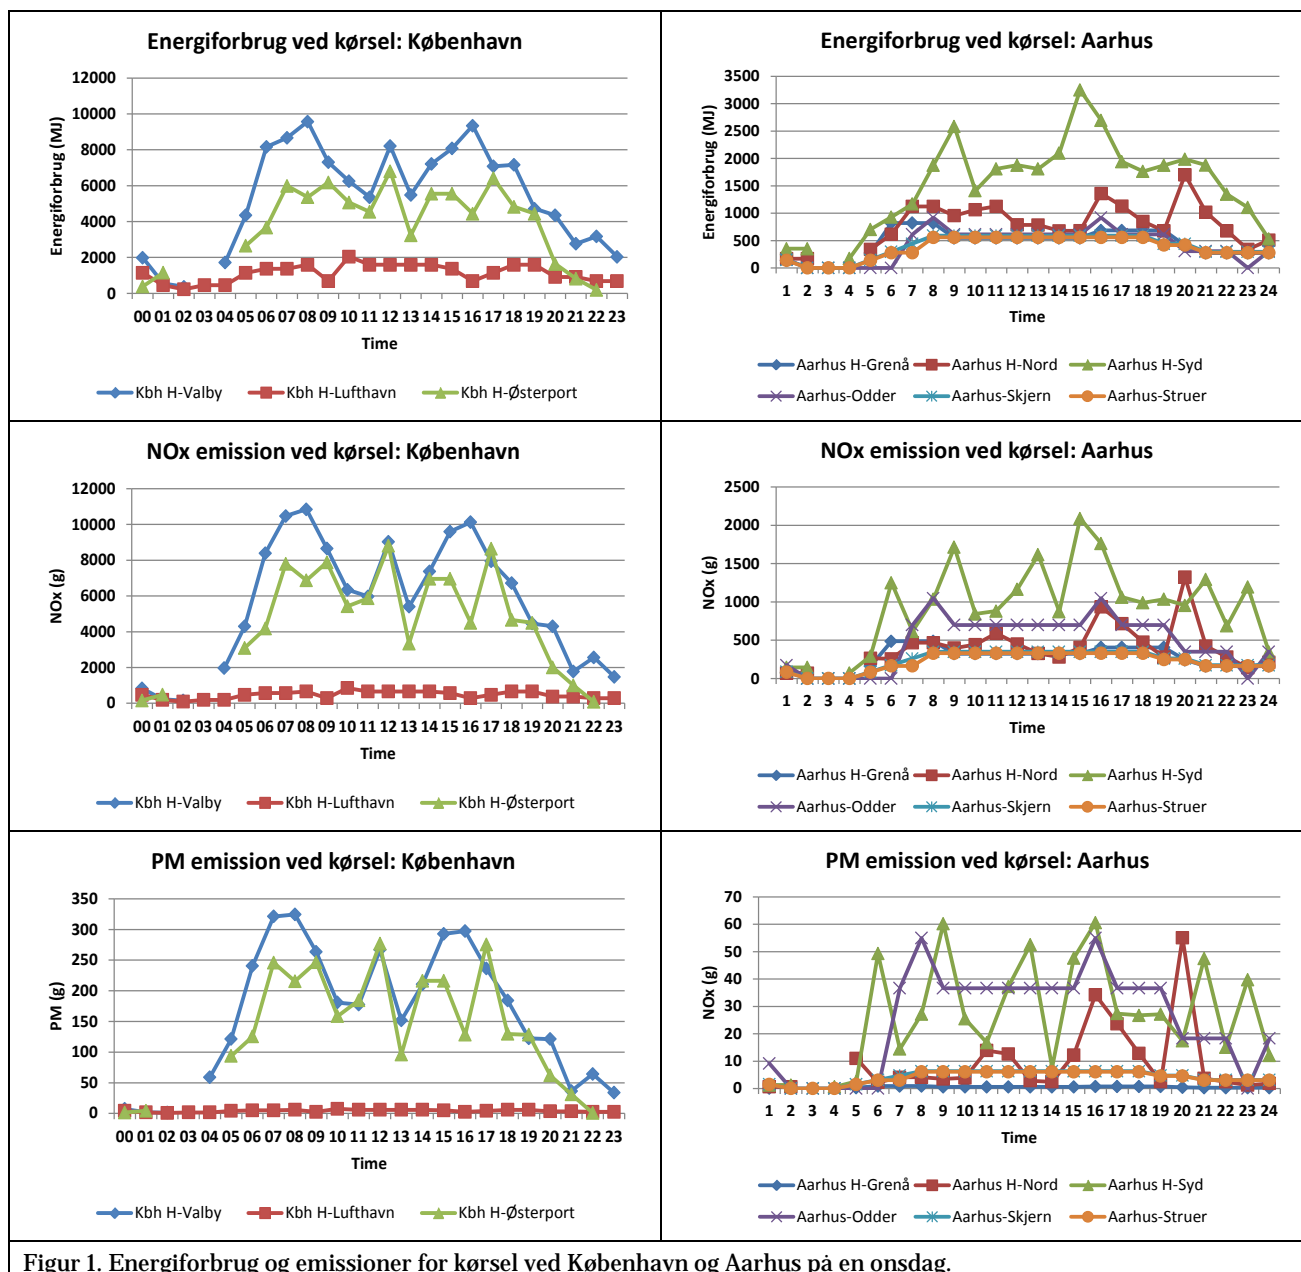 Energiforbrug ved kørsel: København
12000
10000
8000
6000
4000
2000
0
Energiforbrug (MJ)
00 01 02 03 04 05 06 07 08 09 10 11 12 13 14 15 16 17 18 19 20 21 22 23
Time
Kbh H-Valby Kbh H-Lufthavn Kbh H-Østerport
Energiforbrug ved kørsel: Aarhus
3500
3000
2500
2000
1500
1000
500
0
Energiforbrug (MJ)
1 2 3 4 5 6 7 8 9 10 11 12 13 14 15 16 17 18 19 20 21 22 23 24
Time
Aarhus H-Grenå Aarhus H-Nord Aarhus H-Syd
Aarhus-Odder Aarhus-Skjern Aarhus-Struer
NOx emission ved kørsel: København
12000
10000
8000
6000
4000
2000
0
NOx (g)
00 01 02 03 04 05 06 07 08 09 10 11 12 13 14 15 16 17 18 19 20 21 22 23
Time
Kbh H-Valby Kbh H-Lufthavn Kbh H-Østerport
NOx emission ved kørsel: Aarhus
2500
2000
1500
1000
500
0
NOx (g)
1 2 3 4 5 6 7 8 9 10 11 12 13 14 15 16 17 18 19 20 21 22 23 24
Time
Aarhus H-Grenå Aarhus H-Nord Aarhus H-Syd
Aarhus-Odder Aarhus-Skjern Aarhus-Struer
PM emission ved kørsel: København
350
300
250
200
150
100
50
0
PM (g)
00 01 02 03 04 05 06 07 08 09 10 11 12 13 14 15 16 17 18 19 20 21 22 23
Time
Kbh H-Valby Kbh H-Lufthavn Kbh H-Østerport
PM emission ved kørsel: Aarhus
70
60
50
40
30
20
10
0
NOx (g)
1 2 3 4 5 6 7 8 9 10 11 12 13 14 15 16 17 18 19 20 21 22 23 24
Time
Aarhus H-Grenå Aarhus H-Nord Aarhus H-Syd
Aarhus-Odder Aarhus-Skjern Aarhus-Struer
Figur 1. Energiforbrug og emissioner for kørsel ved København og Aarhus på en onsdag.